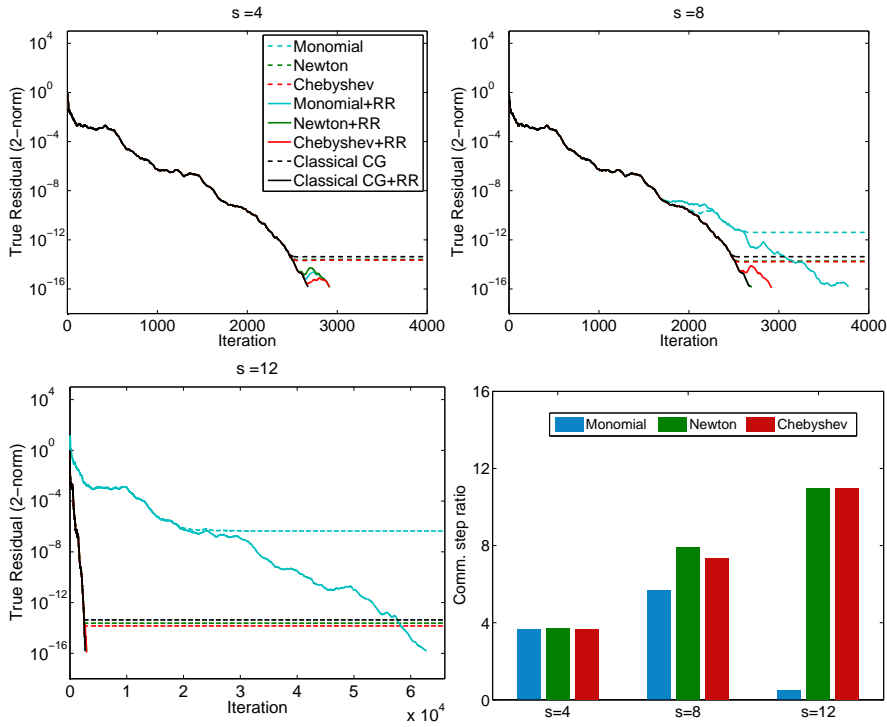 s =4
10^4
10^0
10^-4
10^-8
10^-12
10^-16
True Residual (2−norm)
0
1000
2000
3000
4000
Iteration
Monomial
Newton
Chebyshev
Monomial+RR
Newton+RR
Chebyshev+RR
Classical CG
Classical CG+RR
s =8
10^4
10^0
10^-4
10^-8
10^-12
10^-16
True Residual (2−norm)
0
1000
2000
3000
4000
Iteration
s =12
10^4
10^0
10^-4
10^-8
10^-12
10^-16
True Residual (2−norm)
0
1
2
3
4
5
6
Iteration
x 10^4
16
12
8
4
0
Comm. step ratio
Monomial
Newton
Chebyshev
s=4
s=8
s=12